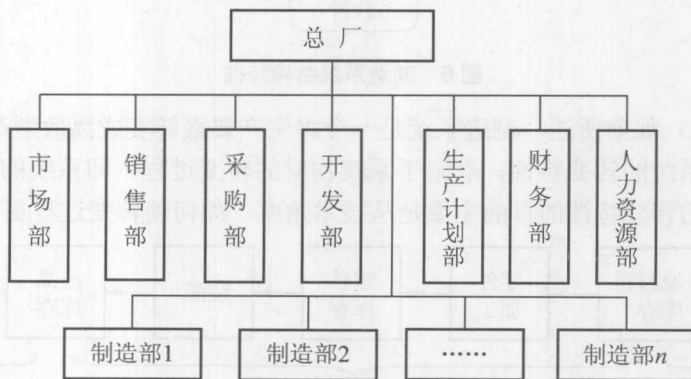 总厂
市场部
销售部
采购部
开发部
生产计划部
财务部
人力资源部
制造部1
制造部2
……
制造部n